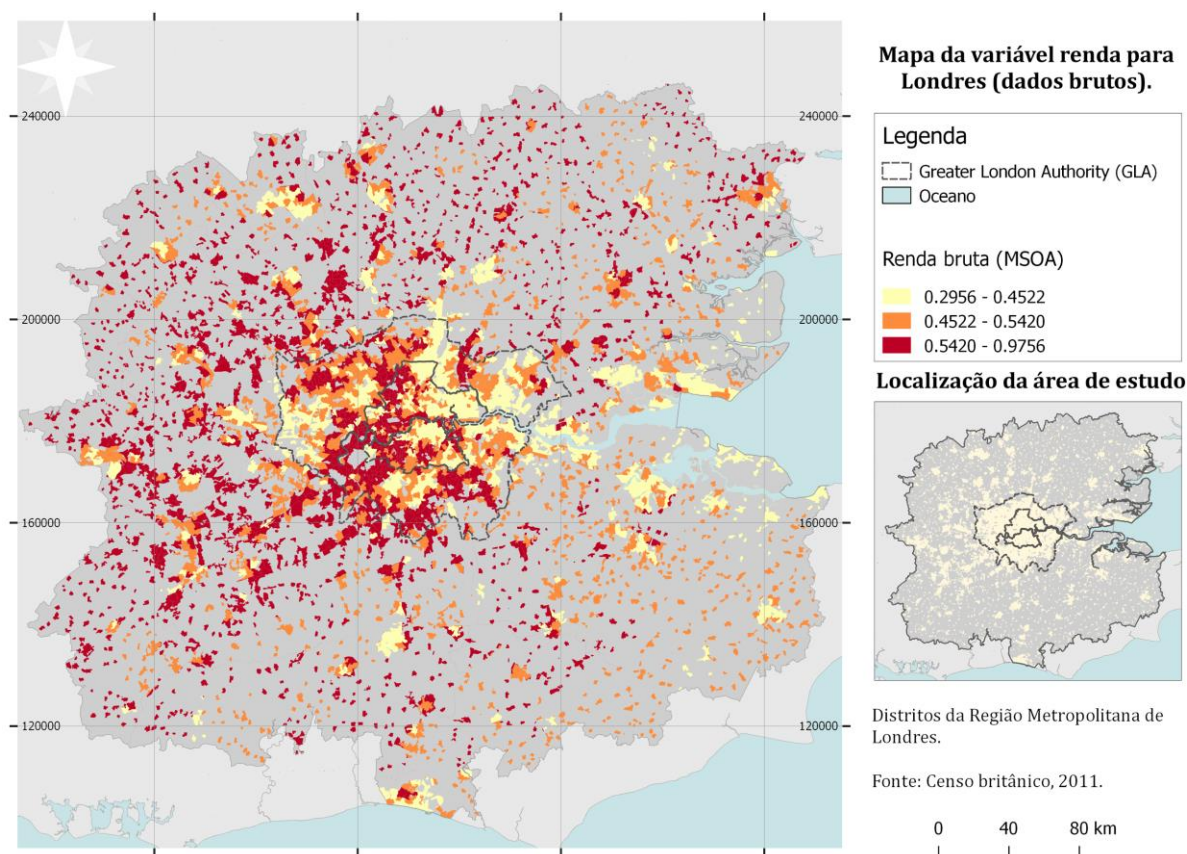 Mapa da variável renda para
Londres (dados brutos).
240000
240000
Legenda
Greater London Authority (GLA)
Oceano
Renda bruta (MSOA)
0.2956 - 0.4522
0.4522 - 0.5420
0.5420 - 0.9756
200000
200000
Localização da área de estudo
160000
160000
120000
120000
Distritos da Região Metropolitana de
Londres.
Fonte: Censo britânico, 2011.
0 40 80 km